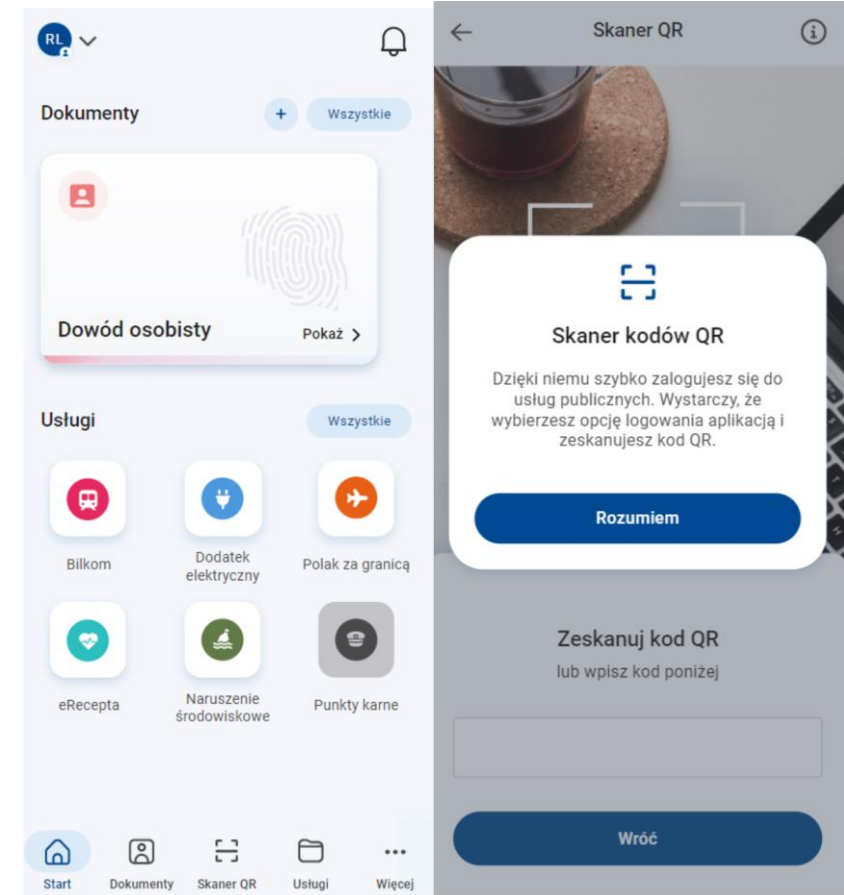 RL
Dokumenty
+
Wszystkie
Dowód osobisty
Pokaż
Usługi
Wszystkie
Bilkom
Dodatek
elektryczny
Polak za granicą
eRecepta
Naruszenie
środowiskowe
Punkty karne
Start
Dokumenty
Skaner QR
Usługi
Więcej
Skaner QR
Skaner kodów QR
Dzięki niemu szybko zalogujesz się do
usług publicznych. Wystarczy, że
wybierzesz opcję logowania aplikacją i
zeskanujesz kod QR.
Rozumiem
Zeskanuj kod QR
lub wpisz kod poniżej
Wróć